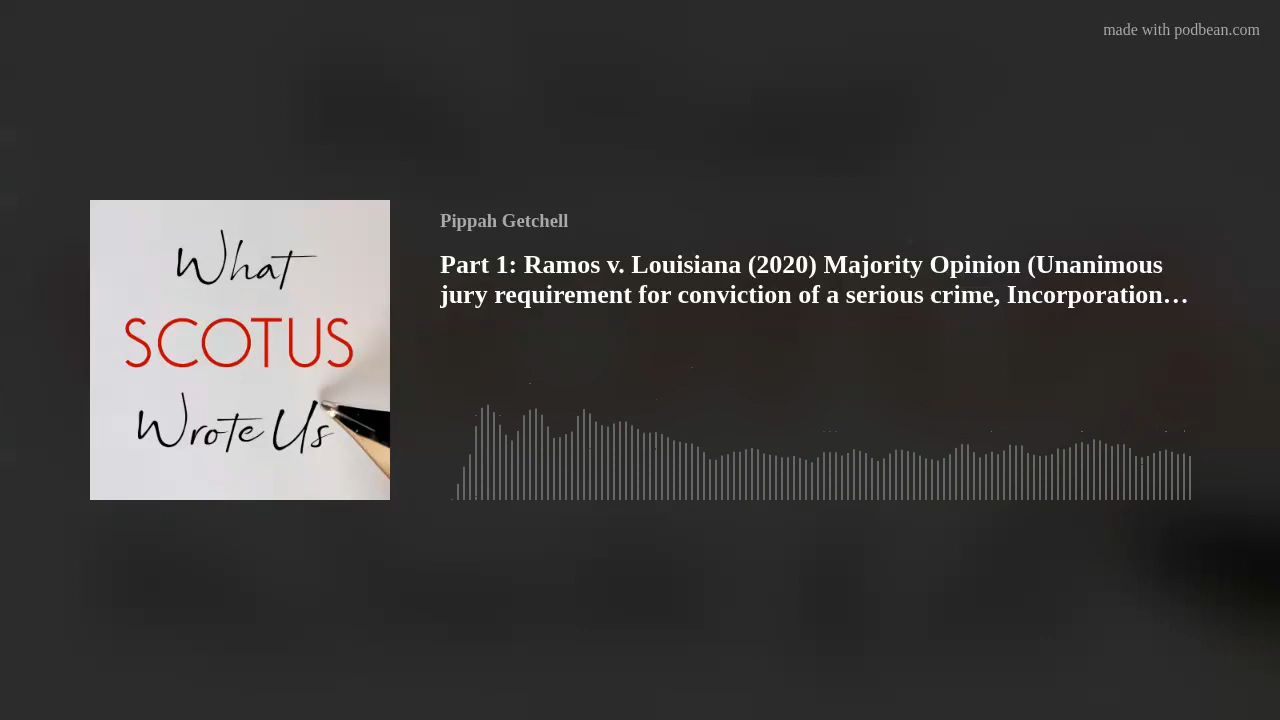 made with podbean.com
What
SCOTUS
Wrote Us
Pippah Getchell
Part 1: Ramos v. Louisiana (2020) Majority Opinion (Unanimous
jury requirement for conviction of a serious crime, Incorporation…